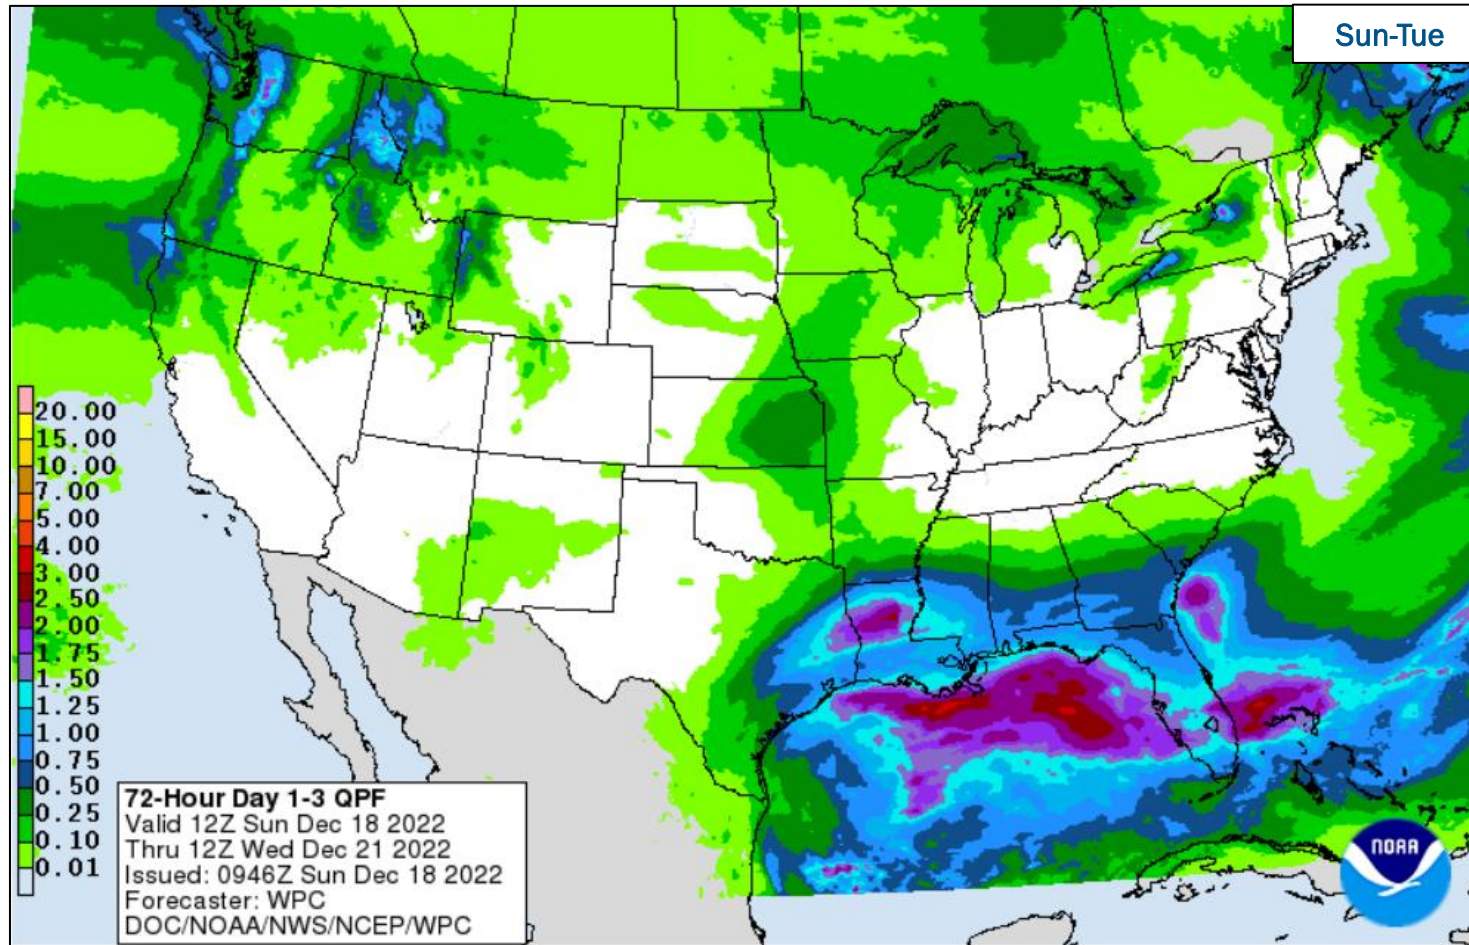 Sun-Tue
20.00
15.00
10.00
7.00
5.00
4.00
3.00
2.50
2.00
1.75
1.50
1.25
1.00
0.75
0.50
0.25
0.10
0.01
72-Hour Day 1-3 QPF
Valid 12Z Sun Dec 18 2022
Thru 12Z Wed Dec 21 2022
Issued: 0946Z Sun Dec 18 2022
Forecaster: WPC
DOC/NOAA/NWS/NCEP/WPC
NOAA